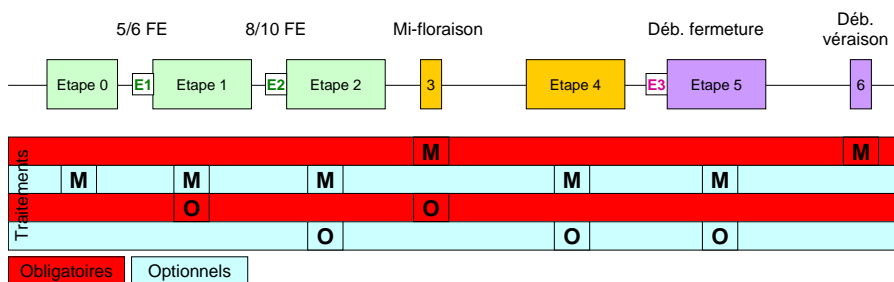 5/6 FE 8/10 FE Mi-floraison Déb. fermeture Déb. véraison
Etape 0 E1 Etape 1 E2 Etape 2 3 Etape 4 E3 Etape 5 6
Traitements
M M
M M M M M
O O
O O O
Obligatoires Optionnels